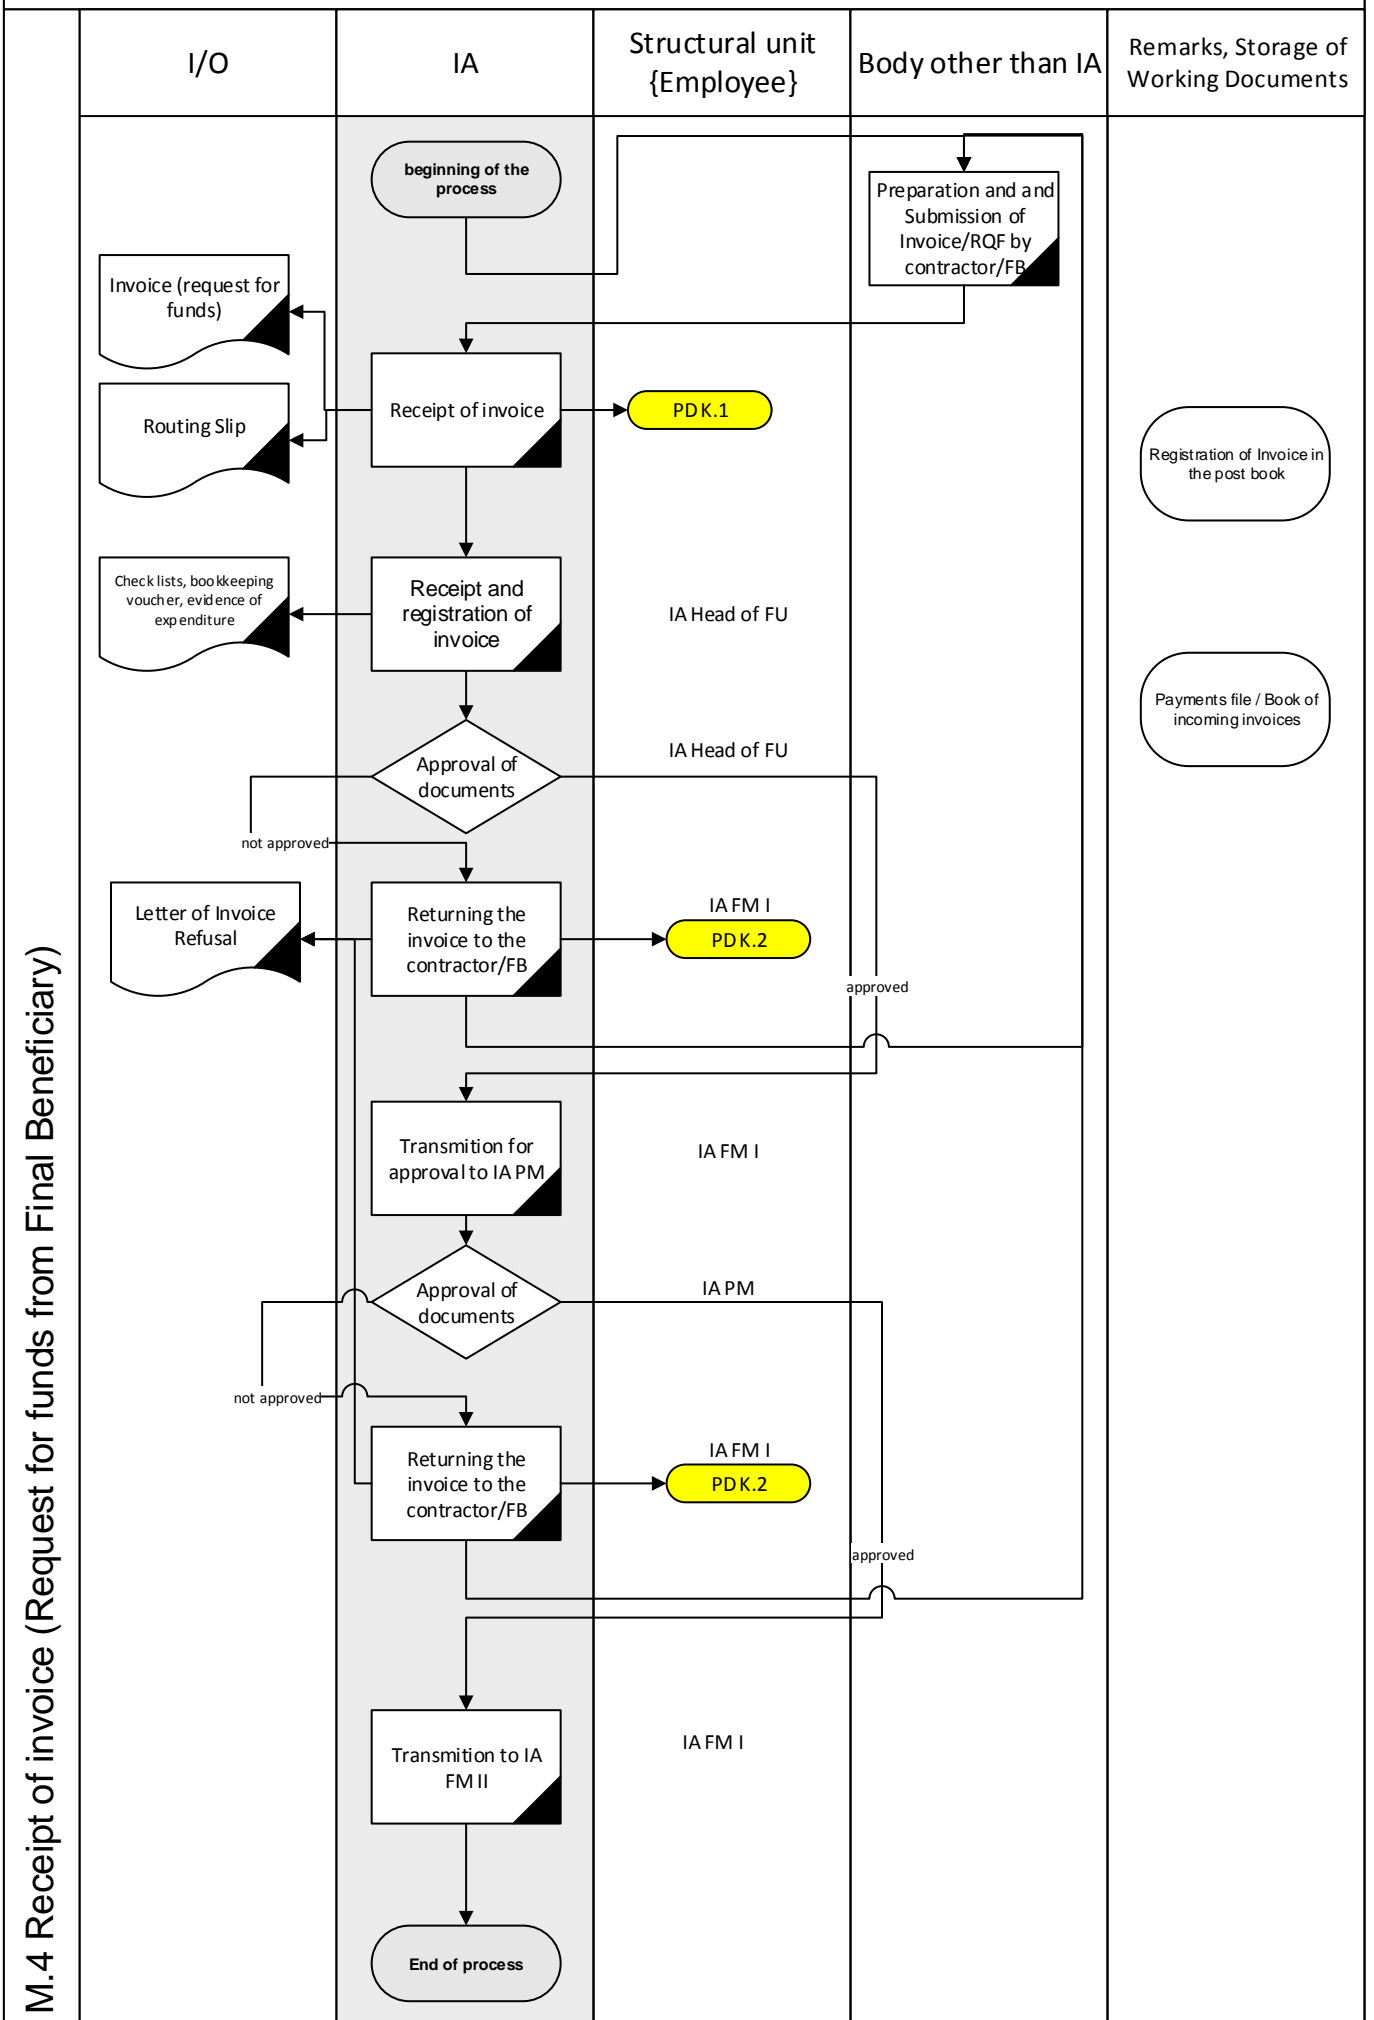 M.4 Receipt of invoice (Request for funds from Final Beneficiary)
I/O
IA
Structural unit
{Employee}
Body other than IA
Remarks, Storage of
Working Documents
beginning of the
process
Preparation and and
Submission of
Invoice/RQF by
contractor/FB
Invoice (request for
funds)
Routing Slip
Receipt of invoice
PDK.1
Registration of Invoice in
the post book
Check lists, bookkeeping
voucher, evidence of
expenditure
Receipt and
registration of
invoice
IA Head of FU
Payments file / Book of
incoming invoices
Approval of
documents
IA Head of FU
not approved
Letter of Invoice
Refusal
Returning the
invoice to the
contractor/FB
IA FM I
PDK.2
approved
Transmition for
approval to IA PM
IA FM I
Approval of
documents
IA PM
not approved
Returning the
invoice to the
contractor/FB
IA FM I
PDK.2
approved
Transmition to IA
FM II
IA FM I
End of process